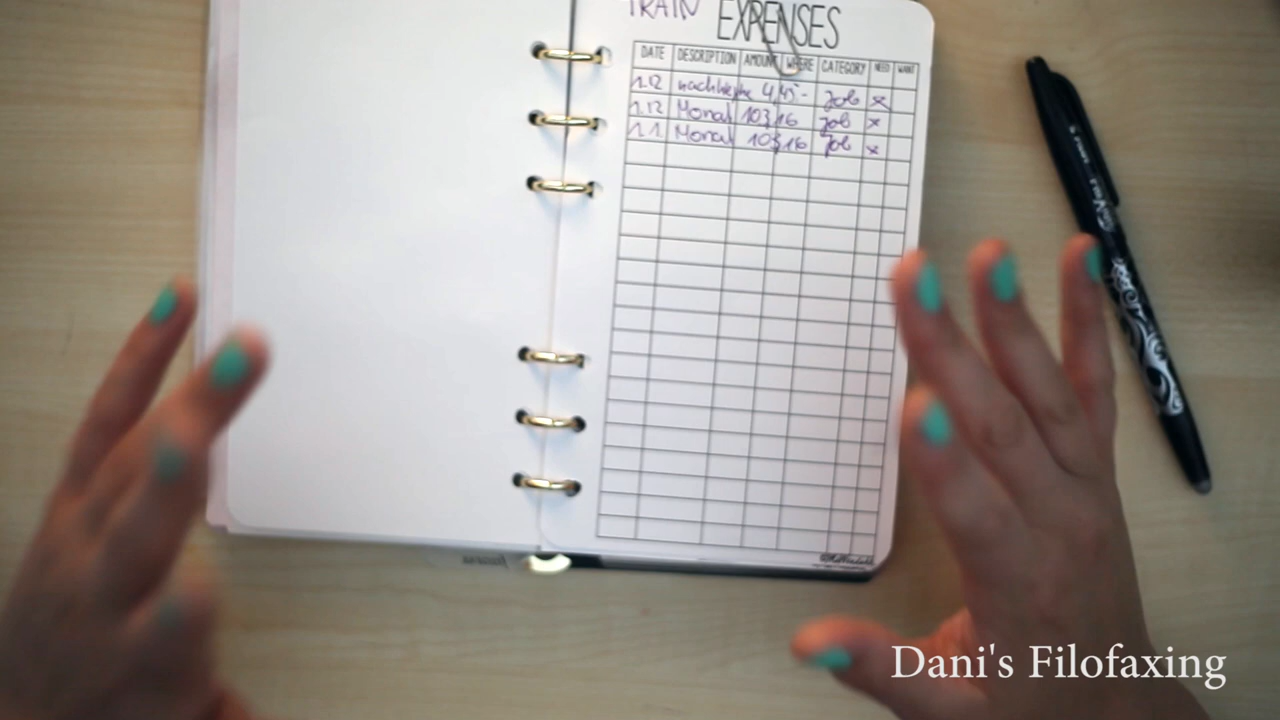 TRAIN EXPENSES
DATE DESCRIPTION AMOUNT WHERE CATEGORY NEED WANT
1.12 4,45,- Job x
1.12 Monat 103,16 Job x
1.1. Monat 103,16 Job x
Dani's Filofaxing